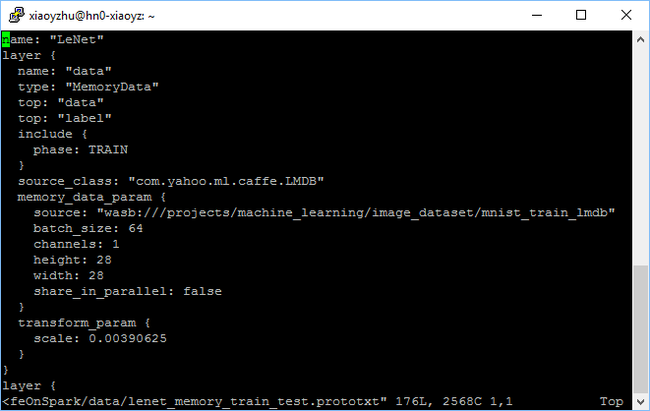 xiaoyzhu@hn0-xiaoyz: ~
name: "LeNet"
layer {
  name: "data"
  type: "MemoryData"
  top: "data"
  top: "label"
  include {
    phase: TRAIN
  }
  source_class: "com.yahoo.ml.caffe.LMDB"
  memory_data_param {
    source: "wasb:///projects/machine_learning/image_dataset/mnist_train_lmdb"
    batch_size: 64
    channels: 1
    height: 28
    width: 28
    share_in_parallel: false
  }
  transform_param {
    scale: 0.00390625
  }
}
layer {
<feOnSpark/data/lenet_memory_train_test.prototxt" 176L, 2568C 1,1 Top